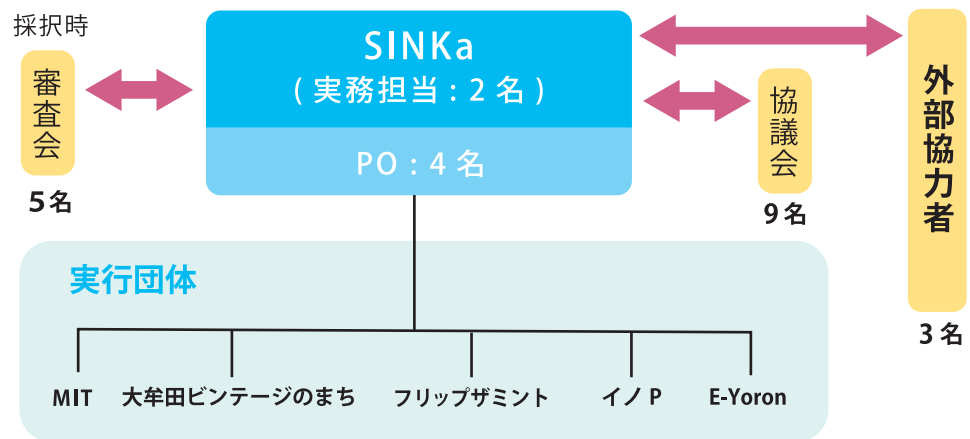 採択時
審査会
5名
SINKa
(実務担当:2名)
PO:4名
協議会
9名
外部協力者
3名
実行団体
MIT
大牟田ビンテージのまち
フリップザミント
イノP
E-Yoron